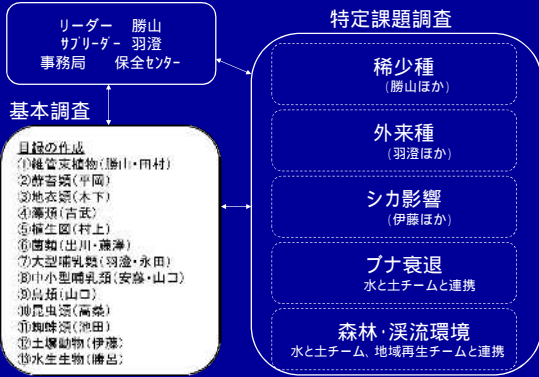 リーダー　勝山
サブリーダー 羽澄
事務局　保全センター
特定課題調査
稀少種
(勝山ほか)
外来種
(羽澄ほか)
シカ影響
(伊藤ほか)
ブナ衰退
水と土チームと連携
森林・渓流環境
水と土チーム、地域再生チームと連携
基本調査
目録の作成
①維管束植物(勝山・田村)
②蘚苔類(平岡)
③地衣類(木下)
④藻類(吉武)
⑤植生図(村上)
⑥菌類(出川・藤澤)
⑦大型哺乳類(羽澄・永田)
⑧中小型哺乳類(安藤・山口)
⑨鳥類(山口)
⑩昆虫類(高桑)
⑪蜘蛛類(池田)
⑫土壌動物(伊藤)
⑬水生生物(勝呂)